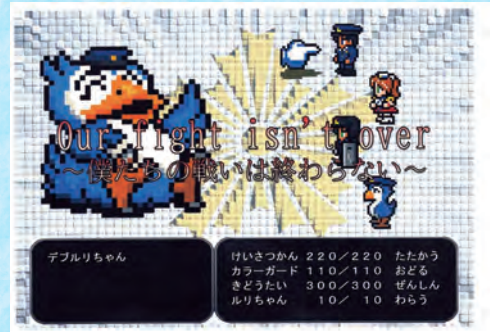 Our fight isn't over
～僕たちの戦いは終わらない～
デブルリちゃん
けいさつかん 220／220 たたかう
カラーガード 110／110 おどる
きどうたい 300／300 ぜんしん
ルリちゃん 10／ 10 わらう